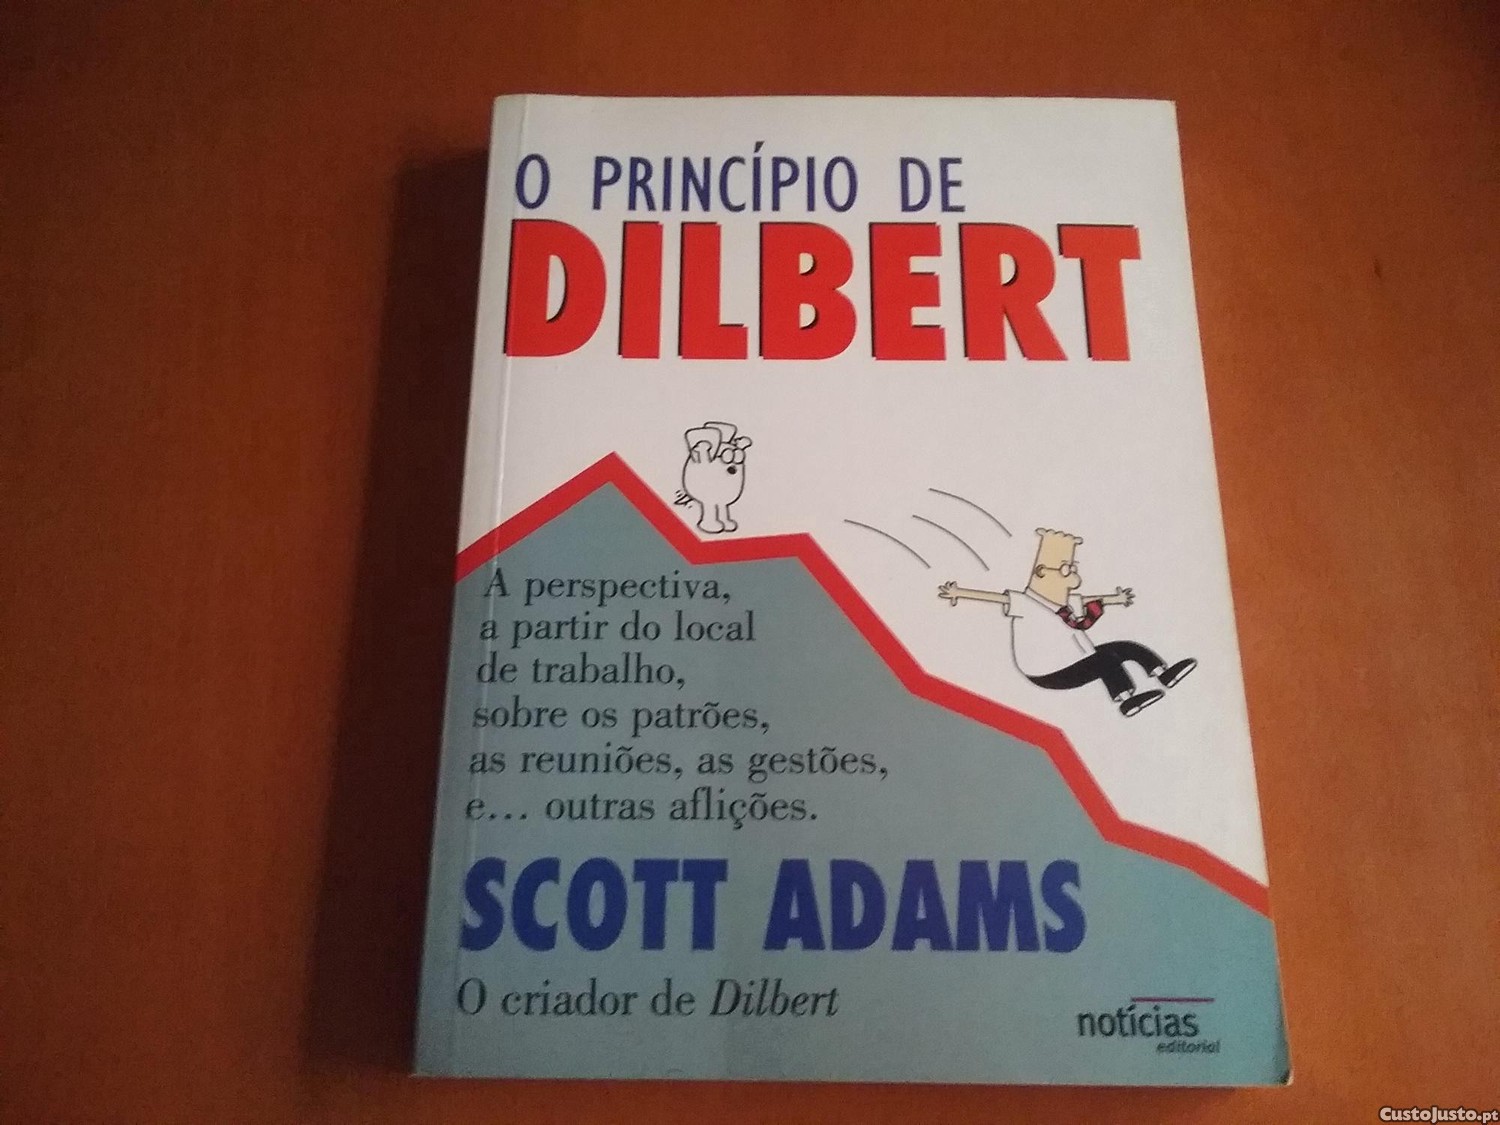 O PRINCÍPIO DE
DILBERT
A perspectiva,
a partir do local
de trabalho,
sobre os patrões,
as reuniões, as gestões,
e... outras aflições.
SCOTT ADAMS
O criador de Dilbert
notícias
editorial
CustoJusto.pt